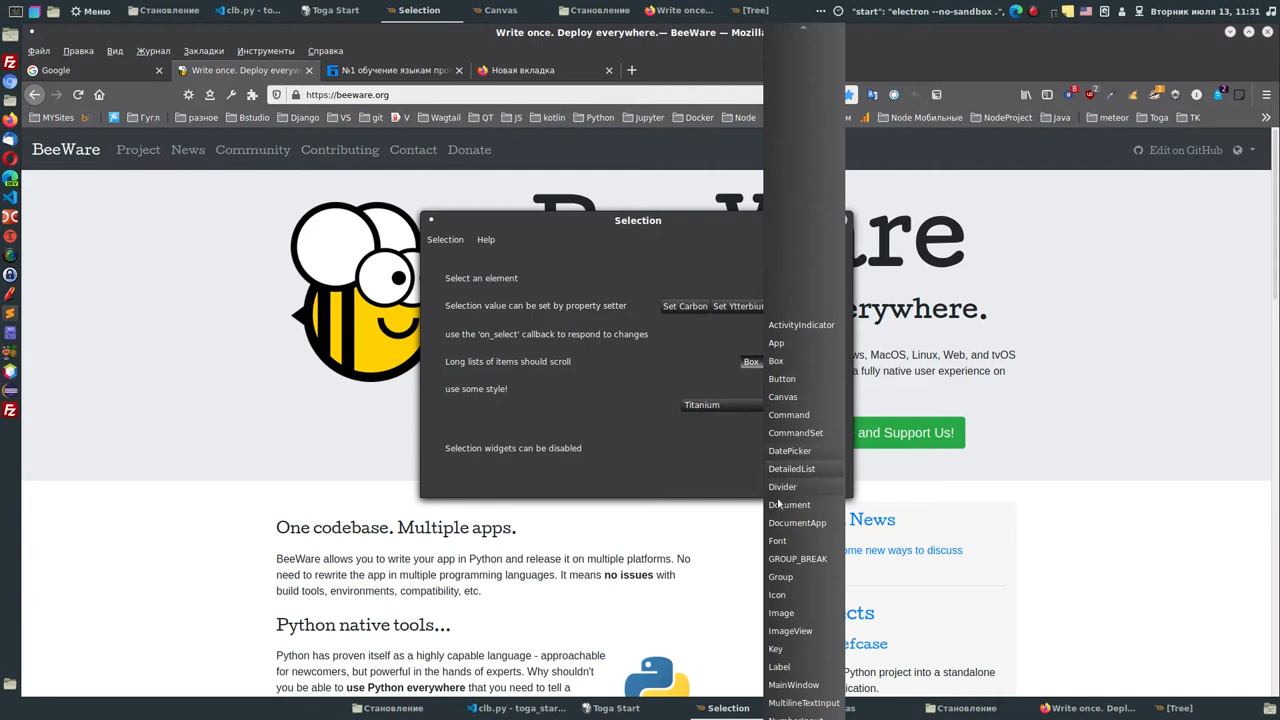 Меню
Становление
clb.py - to...
Toga Start
Selection
Canvas
Становление
Write once...
[Tree]
"start": "electron --no-sandbox .",
Вторник июля 13, 11:31
Write once. Deploy everywhere.— BeeWare — Mozilla
Файл
Правка
Вид
Журнал
Закладки
Инструменты
Справка
Google
Write once. Deploy everyw
№1 обучение языкам про
Новая вкладка
https://beeware.org
MYSites
Гугл
разное
Bstudio
Django
VS
git
V
Wagtail
QT
JS
kotlin
Python
Jupyter
Docker
Node
Node Мобильные
NodeProject
Java
meteor
Toga
TK
BeeWare
Project
News
Community
Contributing
Contact
Donate
Edit on GitHub
are
erywhere.
ws, MacOS, Linux, Web, and tvOS
a fully native user experience on
and Support Us!
Selection
Selection
Help
Select an element
Selection value can be set by property setter
Set Carbon
Set Ytterbium
use the 'on_select' callback to respond to changes
Long lists of items should scroll
Box
use some style!
Titanium
Selection widgets can be disabled
ActivityIndicator
App
Box
Button
Canvas
Command
CommandSet
DatePicker
DetailedList
Divider
Document
DocumentApp
Font
GROUP_BREAK
Group
Icon
Image
ImageView
Key
Label
MainWindow
MultilineTextInput
NumberInput
One codebase. Multiple apps.
BeeWare allows you to write your app in Python and release it on multiple platforms. No
need to rewrite the app in multiple programming languages. It means no issues with
build tools, environments, compatibility, etc.
Python native tools...
Python has proven itself as a highly capable language - approachable
for newcomers, but powerful in the hands of experts. Why shouldn't
you be able to use Python everywhere that you need to tell a
News
ome new ways to discuss
cts
efcase
Python project into a standalone
ication.
Становление
clb.py - toga_star...
Toga Start
Selection
as
Становление
Write once. Depl...
[Tree]